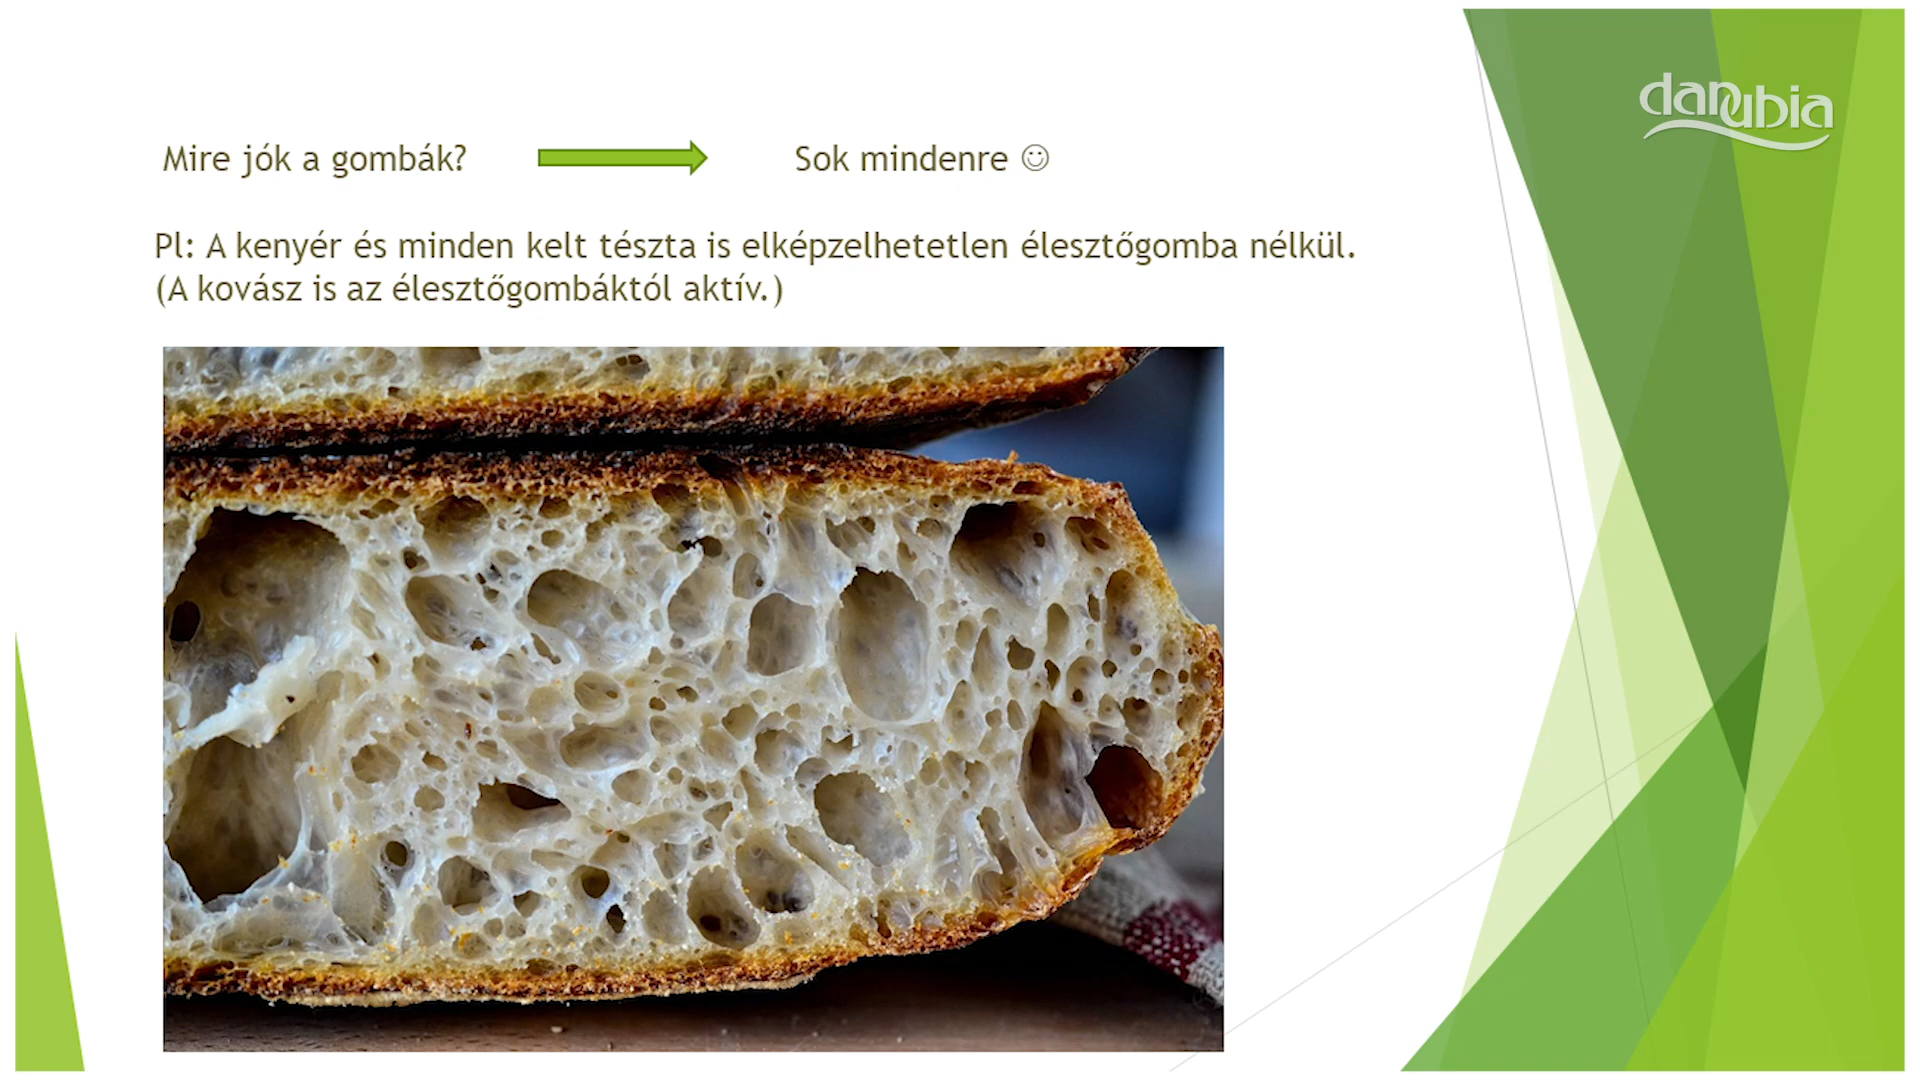 danubia
Mire jók a gombák? Sok mindenre ☺
Pl: A kenyér és minden kelt tészta is elképzelhetetlen élesztőgomba nélkül.
(A kovász is az élesztőgombáktól aktív.)